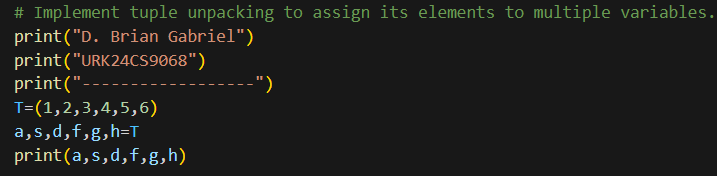 # Implement tuple unpacking to assign its elements to multiple variables.
print("D. Brian Gabriel")
print("URK24CS9068")
print("------------------")
T=(1,2,3,4,5,6)
a,s,d,f,g,h=T
print(a,s,d,f,g,h)